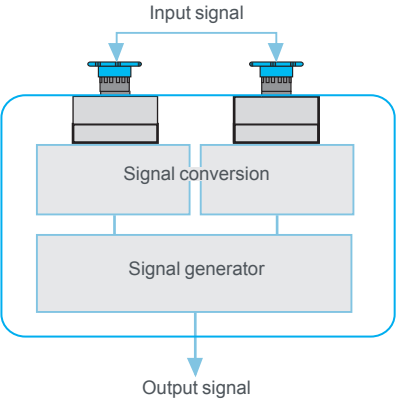 Input signal
Signal conversion
Signal generator
Output signal